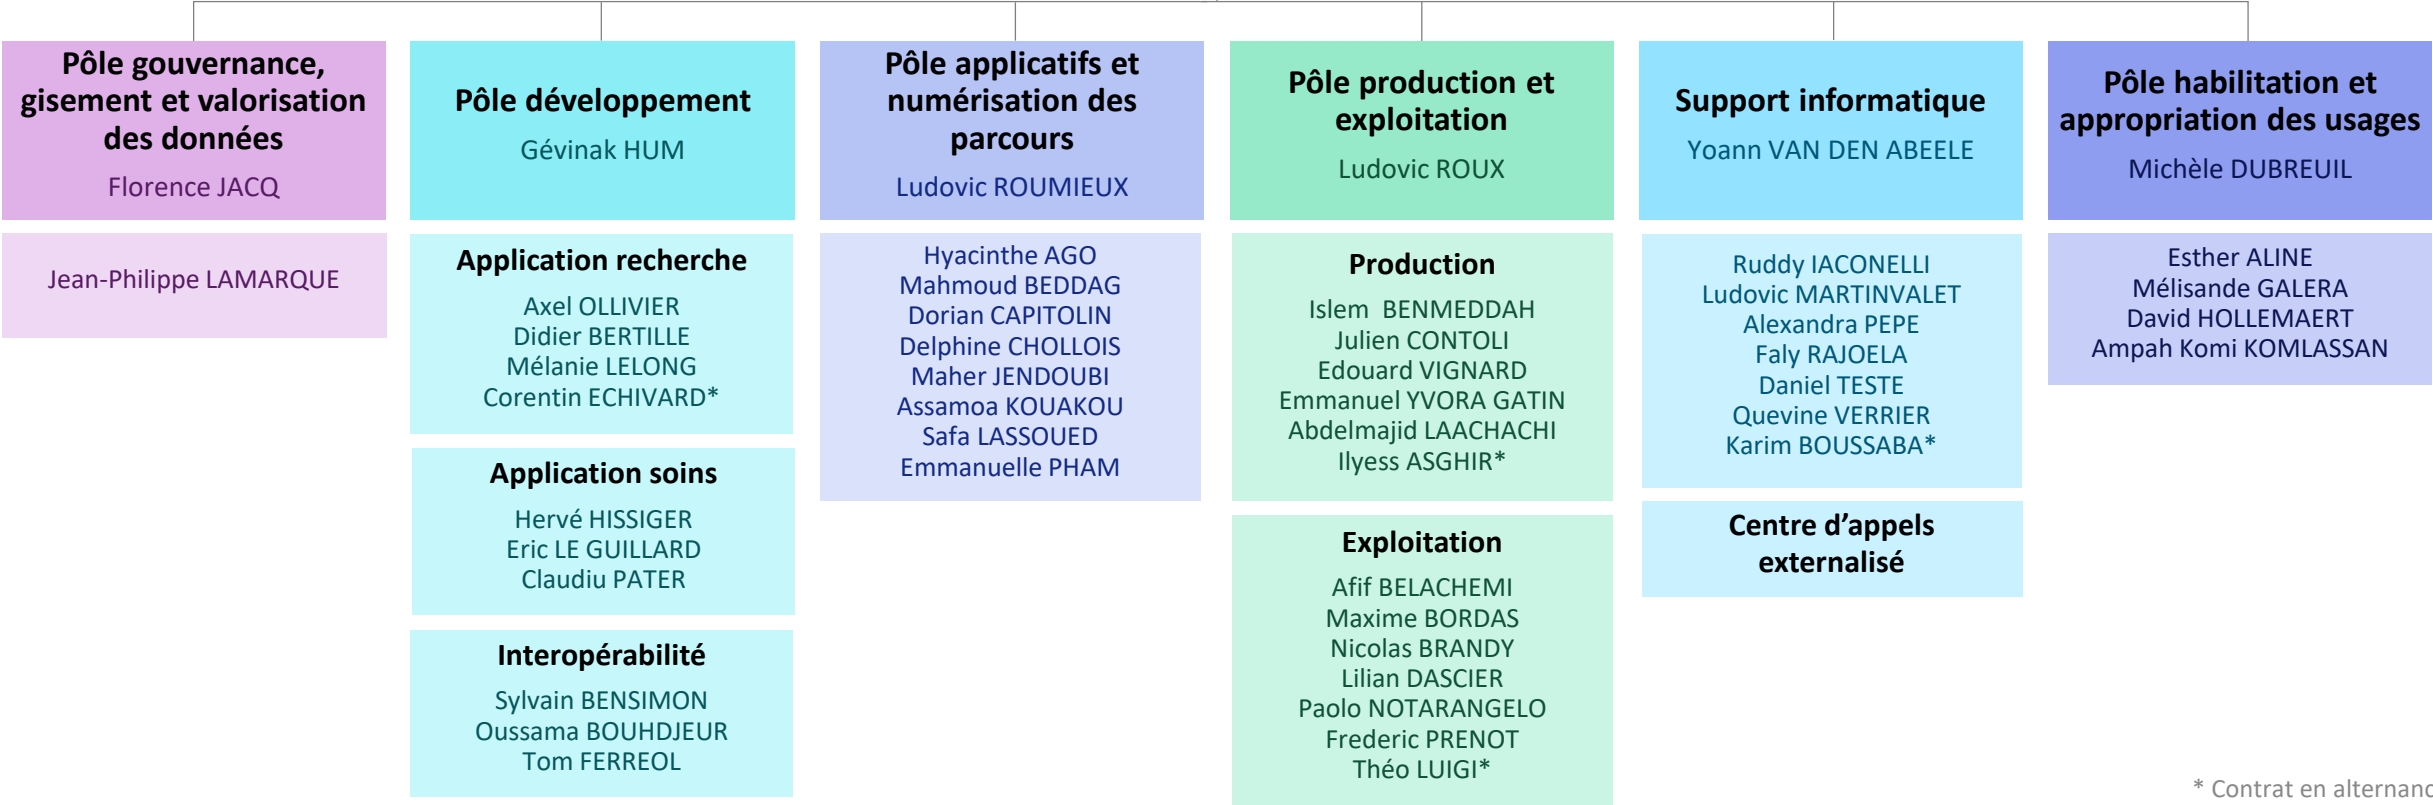 Pôle gouvernance,
gisement et valorisation
des données
Florence JACQ
Jean-Philippe LAMARQUE
Pôle développement
Gévinak HUM
Application recherche
Axel OLLIVIER
Didier BERTILLE
Mélanie LELONG
Corentin ECHIVARD*
Application soins
Hervé HISSIGER
Eric LE GUILLARD
Claudiu PATER
Interopérabilité
Sylvain BENSIMON
Oussama BOUHDJEUR
Tom FERREOL
Pôle applicatifs et
numérisation des
parcours
Ludovic ROUMIEUX
Hyacinthe AGO
Mahmoud BEDDAG
Dorian CAPITOLIN
Delphine CHOLLOIS
Maher JENDOUBI
Assamoa KOUAKOU
Safa LASSOUED
Emmanuelle PHAM
Pôle production et
exploitation
Ludovic ROUX
Production
Islem BENMEDDAH
Julien CONTOLI
Edouard VIGNARD
Emmanuel YVORA GATIN
Abdelmajid LAACHACHI
Ilyess ASGHIR*
Exploitation
Afif BELACHEMI
Maxime BORDAS
Nicolas BRANDY
Lilian DASCIER
Paolo NOTARANGELO
Frederic PRENOT
Théo LUIGI*
Support informatique
Yoann VAN DEN ABEELE
Ruddy IACONELLI
Ludovic MARTINVALET
Alexandra PEPE
Faly RAJOELA
Daniel TESTE
Quevine VERRIER
Karim BOUSSABA*
Centre d’appels
externalisé
Pôle habilitation et
appropriation des usages
Michèle DUBREUIL
Esther ALINE
Mélisande GALERA
David HOLLEMAERT
Ampah Komi KOMLASSAN
* Contrat en alternanc